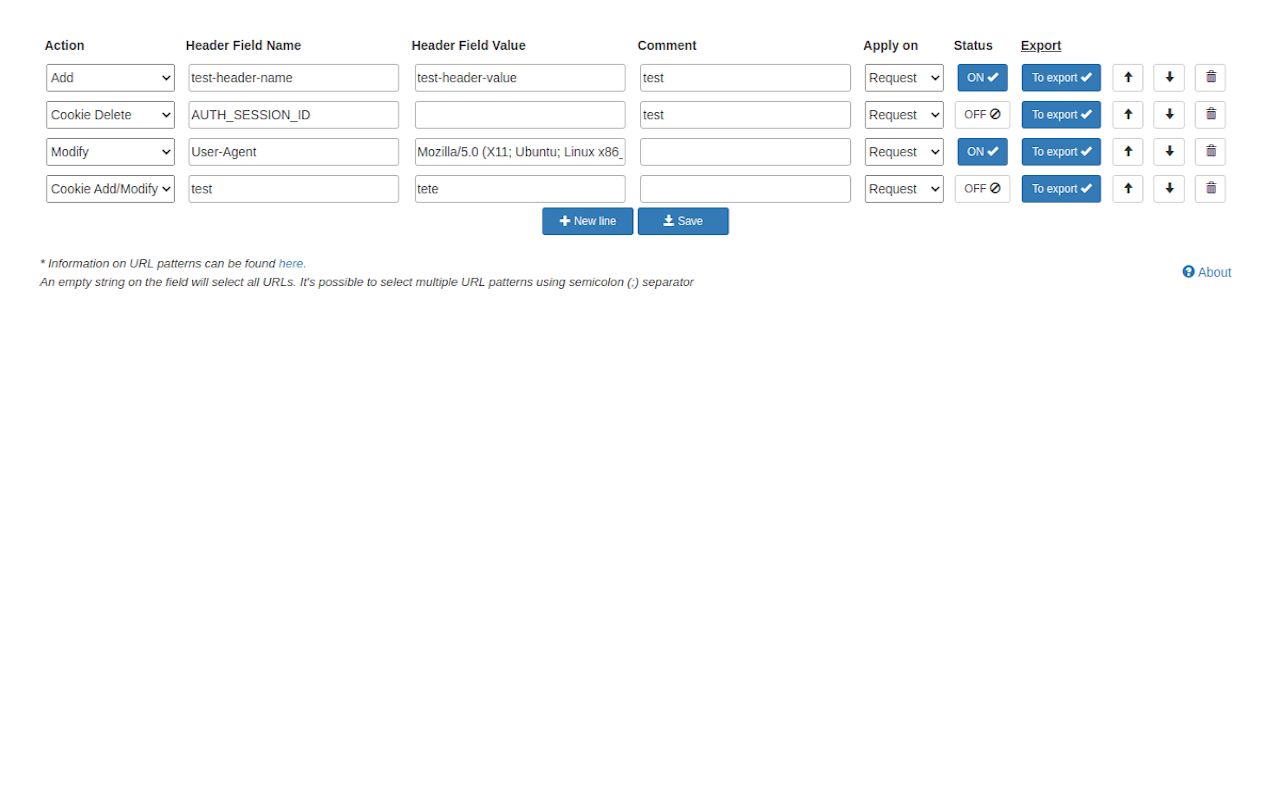 Action Header Field Name Header Field Value Comment Apply on Status Export
Add test-header-name test-header-value test Request ON To export
Cookie Delete AUTH_SESSION_ID test Request OFF To export
Modify User-Agent Mozilla/5.0 (X11; Ubuntu; Linux x86_ Request ON To export
Cookie Add/Modify test tete Request OFF To export
New line Save
* Information on URL patterns can be found here.
An empty string on the field will select all URLs. It's possible to select multiple URL patterns using semicolon (;) separator
About